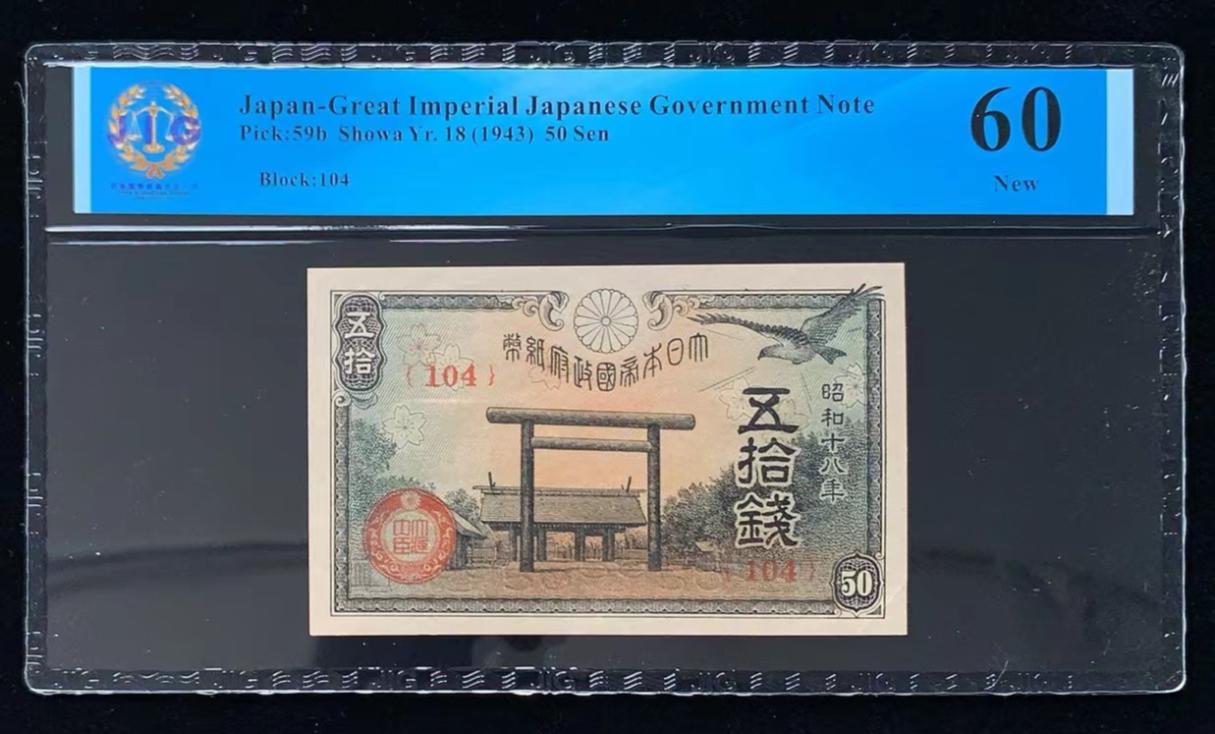 Japan-Great Imperial Japanese Government Note
Pick:59b Showa Yr. 18 (1943) 50 Sen
Block:104
60
New
JTG
五拾
大日本帝國政府紙幣
{104}
昭和十八年
五拾錢
{104}
50